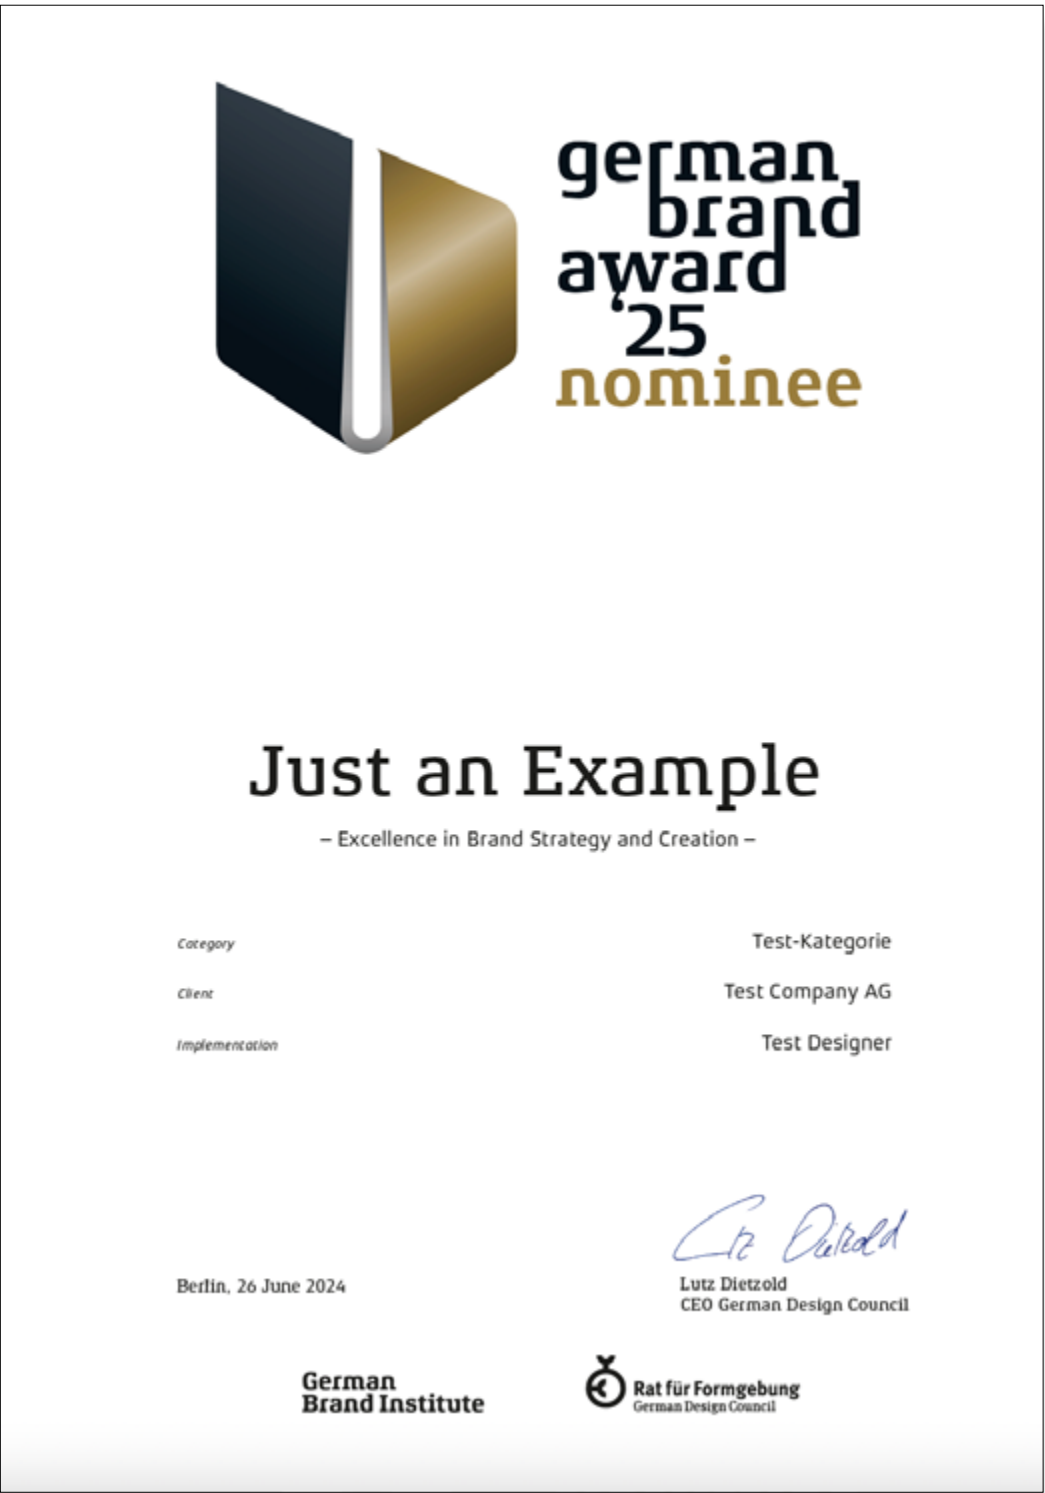 german
brand
award
'25
nominee
Just an Example
– Excellence in Brand Strategy and Creation –
Category Test-Kategorie
Client Test Company AG
Implementation Test Designer
Lutz Dietzold
Berlin, 26 June 2024 Lutz Dietzold
CEO German Design Council
German
Brand Institute
Rat für Formgebung
German Design Council